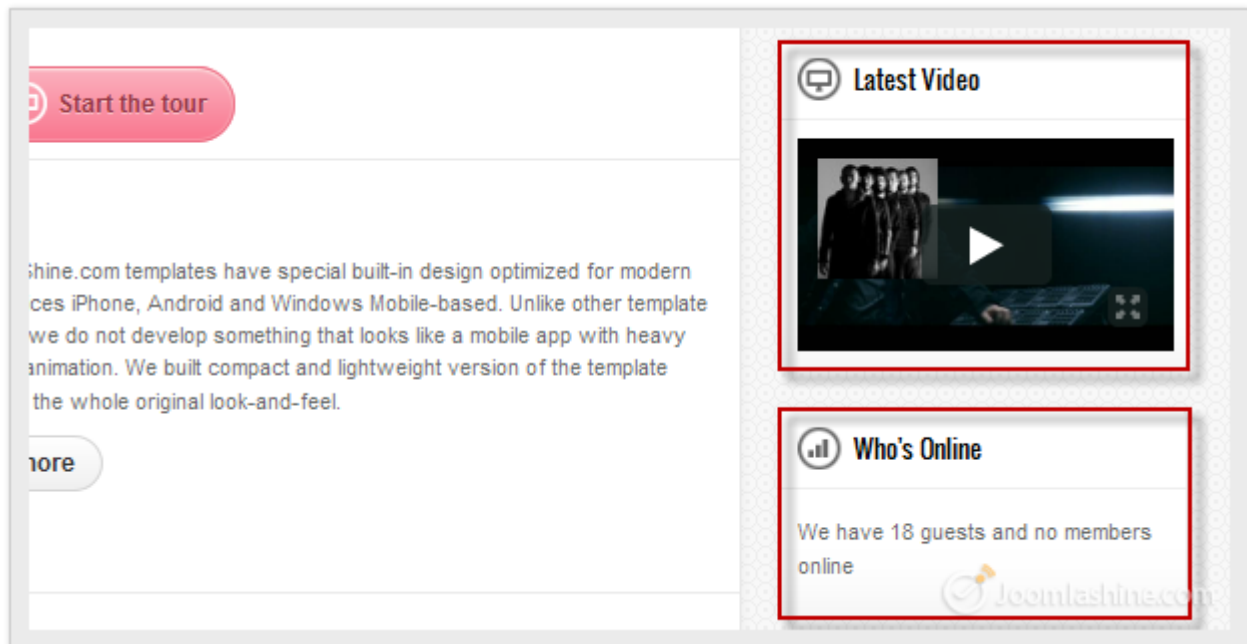 Start the tour
Shine.com templates have special built-in design optimized for modern
ces iPhone, Android and Windows Mobile-based. Unlike other template
we do not develop something that looks like a mobile app with heavy
animation. We built compact and lightweight version of the template
the whole original look-and-feel.
more
Latest Video
Who's Online
We have 18 guests and no members
online
Joomlashine.com